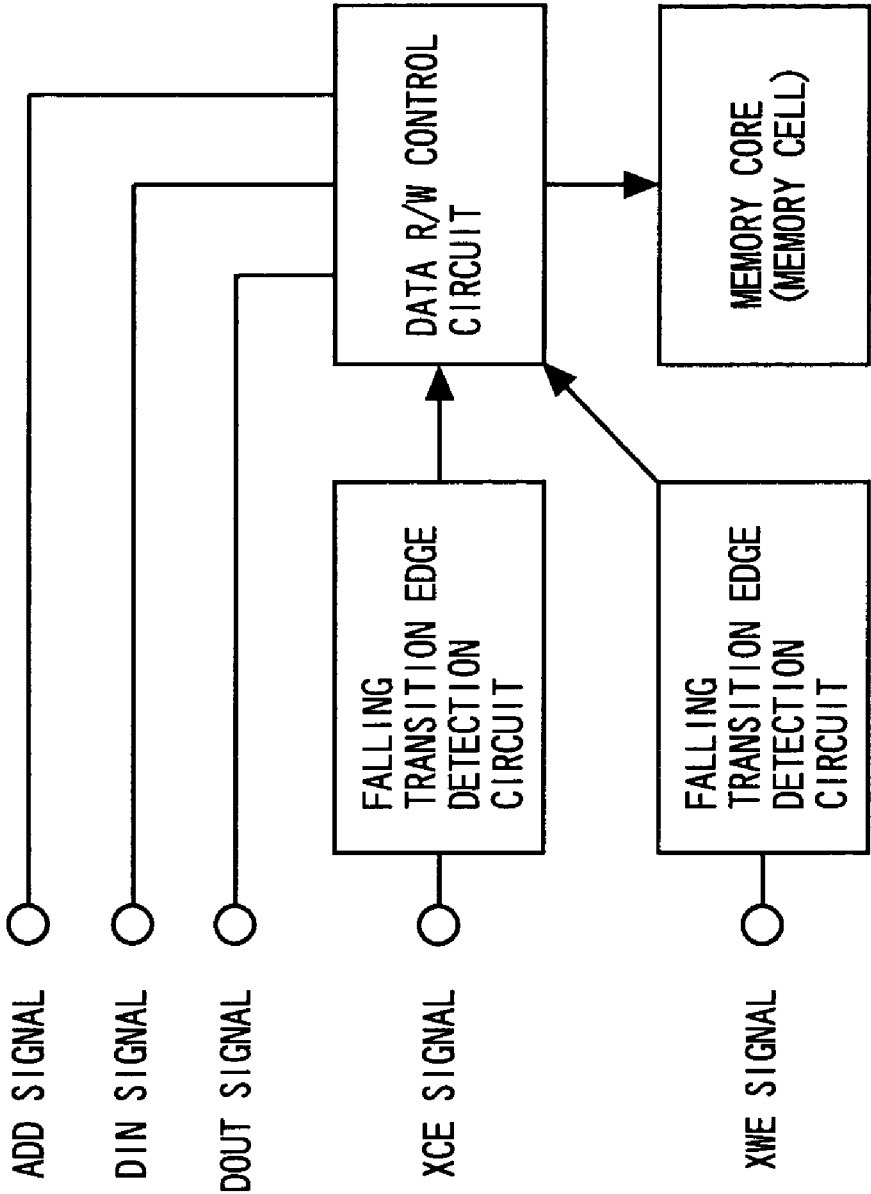 ADD SIGNAL
DIN SIGNAL
DOUT SIGNAL
XCE SIGNAL
FALLING
TRANSITION EDGE
DETECTION
CIRCUIT
DATA R/W CONTROL
CIRCUIT
XWE SIGNAL
FALLING
TRANSITION EDGE
DETECTION
CIRCUIT
MEMORY CORE
(MEMORY CELL)